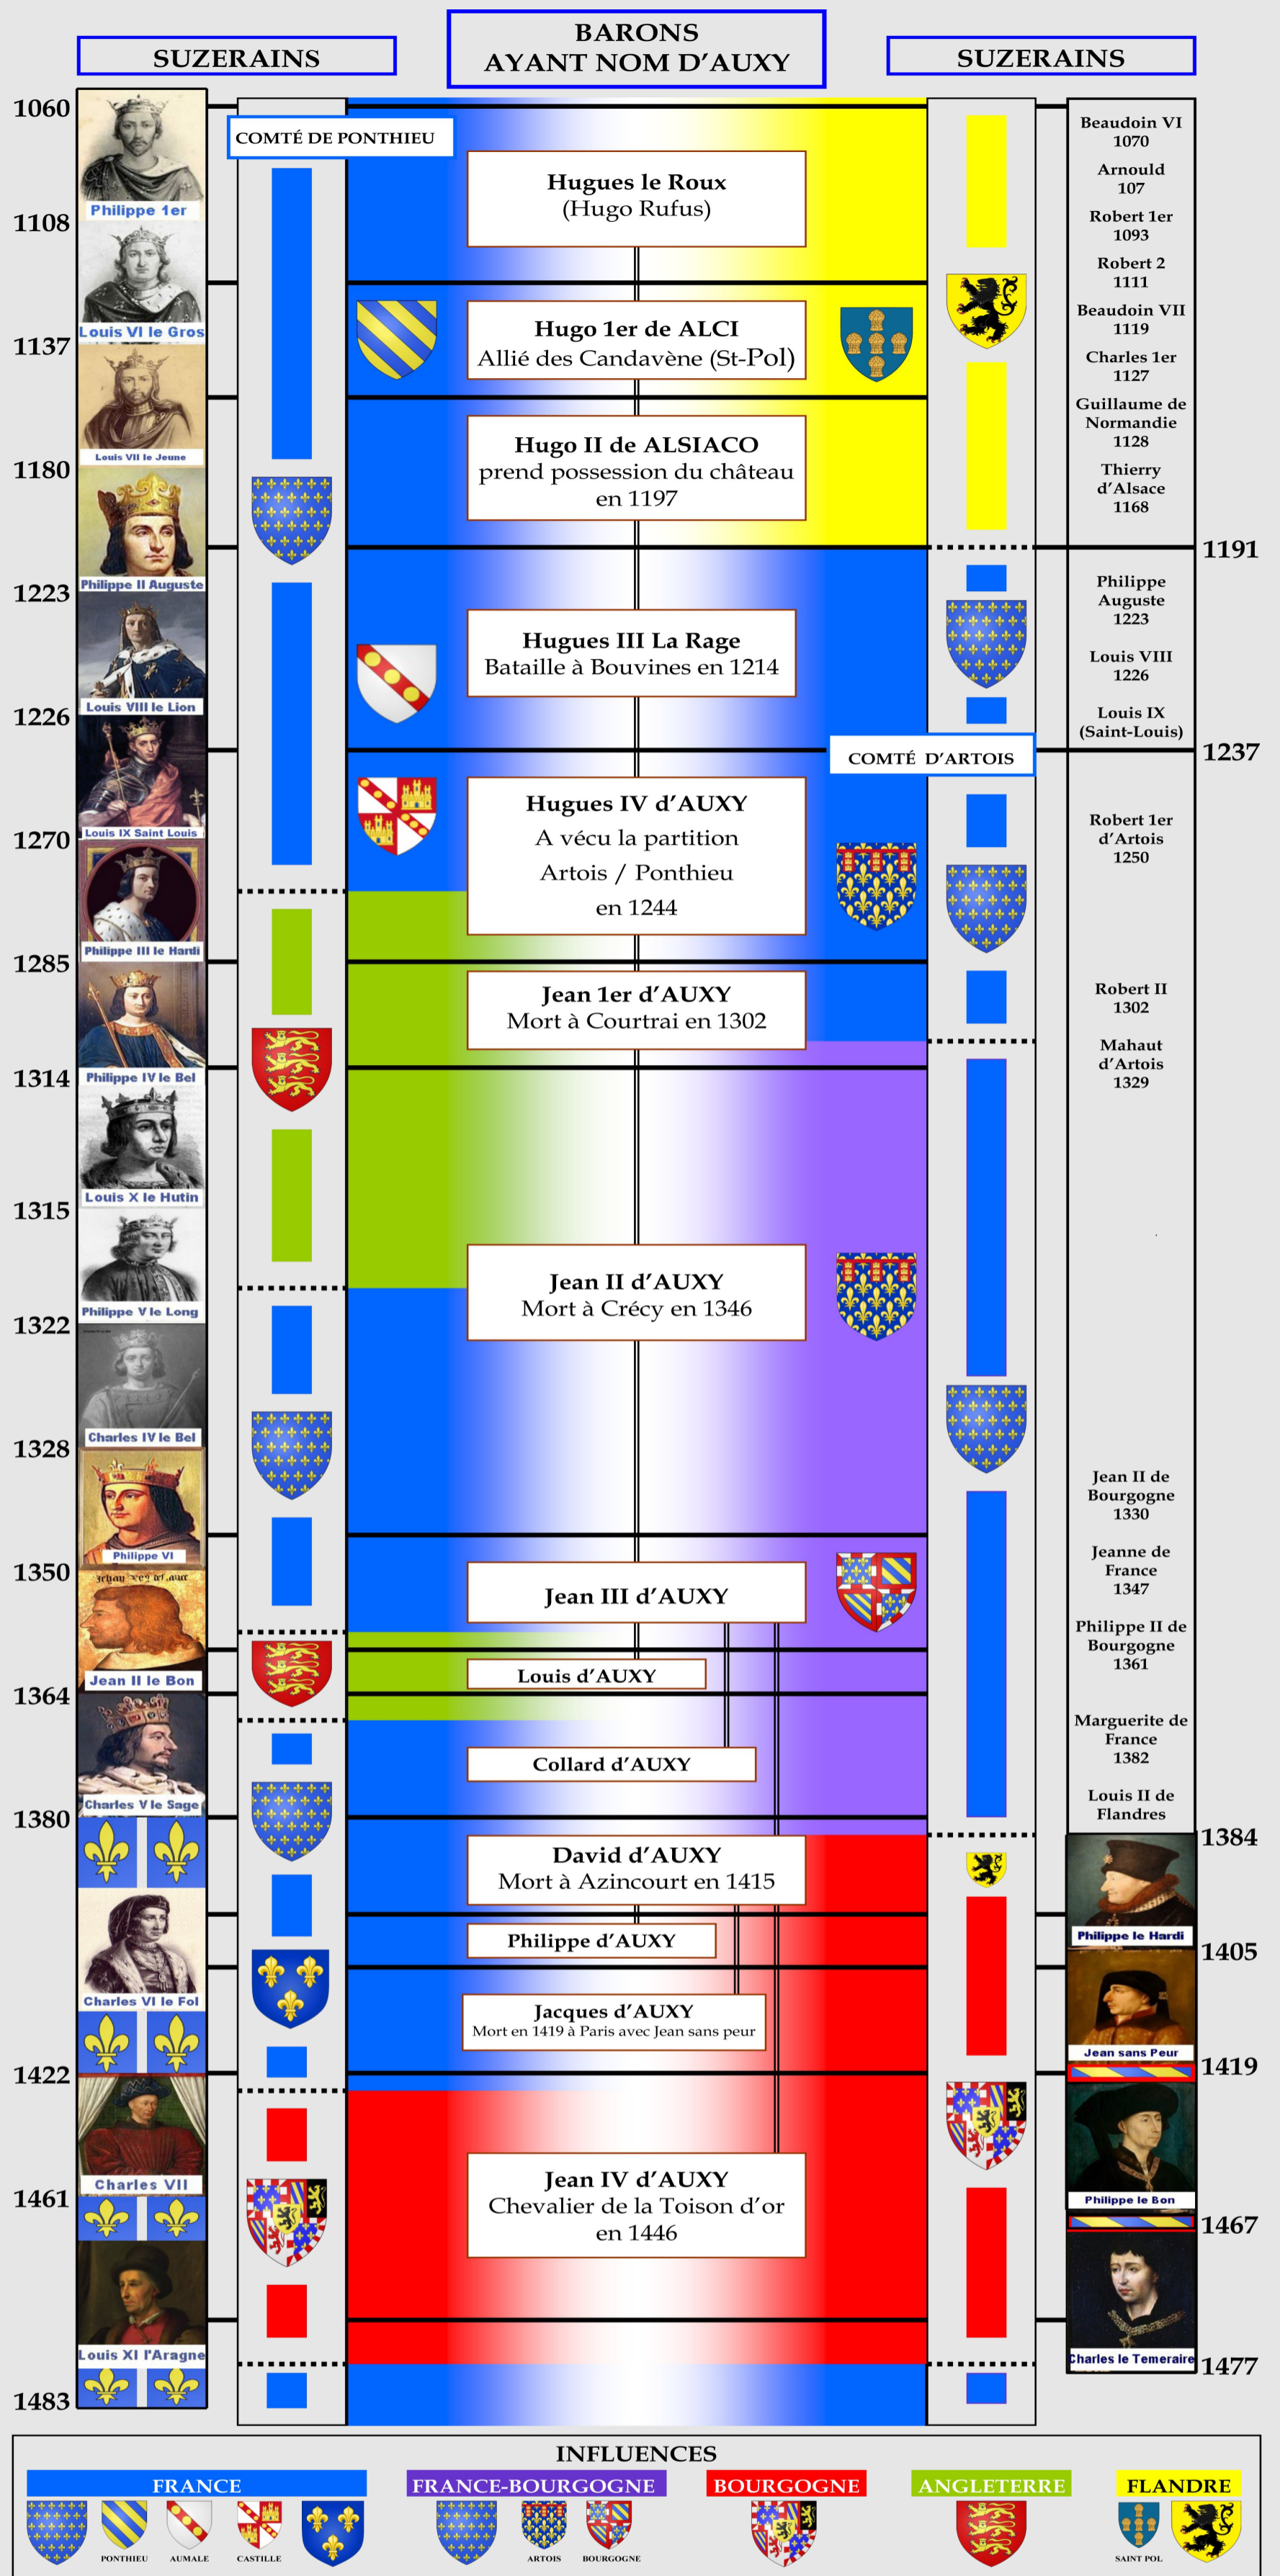 BARONS
AYANT NOM D'AUXY
SUZERAINS
SUZERAINS
1060
1108
1137
1180
1223
1226
1270
1285
1314
1315
1322
1328
1350
1364
1380
1422
1461
1483
Philippe 1er
Louis VI le Gros
Louis VII le Jeune
Philippe II Auguste
Louis VIII le Lion
Louis IX Saint Louis
Philippe III le Hardi
Philippe IV le Bel
Louis X le Hutin
Philippe V le Long
Charles IV le Bel
Philippe VI
Jean II le Bon
Charles V le Sage
Charles VI le Fol
Charles VII
Louis XI l'Aragne
COMTÉ DE PONTHIEU
Hugues le Roux
(Hugo Rufus)
Hugo 1er de ALCI
Allié des Candavène (St-Pol)
Hugo II de ALSIACO
prend possession du château
en 1197
Hugues III La Rage
Bataille à Bouvines en 1214
Hugues IV d'AUXY
A vécu la partition
Artois / Ponthieu
en 1244
Jean 1er d'AUXY
Mort à Courtrai en 1302
Jean II d'AUXY
Mort à Crécy en 1346
Jean III d'AUXY
Louis d'AUXY
Collard d'AUXY
David d'AUXY
Mort à Azincourt en 1415
Philippe d'AUXY
Jacques d'AUXY
Mort en 1419 à Paris avec Jean sans peur
Jean IV d'AUXY
Chevalier de la Toison d'or
en 1446
COMTÉ D'ARTOIS
Beaudoin VI
1070
Arnould
107
Robert 1er
1093
Robert 2
1111
Beaudoin VII
1119
Charles 1er
1127
Guillaume de
Normandie
1128
Thierry
d'Alsace
1168
Philippe
Auguste
1223
Louis VIII
1226
Louis IX
(Saint-Louis)
Robert 1er
d'Artois
1250
Robert II
1302
Mahaut
d'Artois
1329
Jean II de
Bourgogne
1330
Jeanne de
France
1347
Philippe II de
Bourgogne
1361
Marguerite de
France
1382
Louis II de
Flandres
Philippe le Hardi
Jean sans Peur
Philippe le Bon
Charles le Temeraire
1191
1237
1384
1405
1419
1467
1477
INFLUENCES
FRANCE
FRANCE-BOURGOGNE
BOURGOGNE
ANGLETERRE
FLANDRE
PONTHIEU
AUMALE
CASTILLE
ARTOIS
BOURGOGNE
SAINT POL